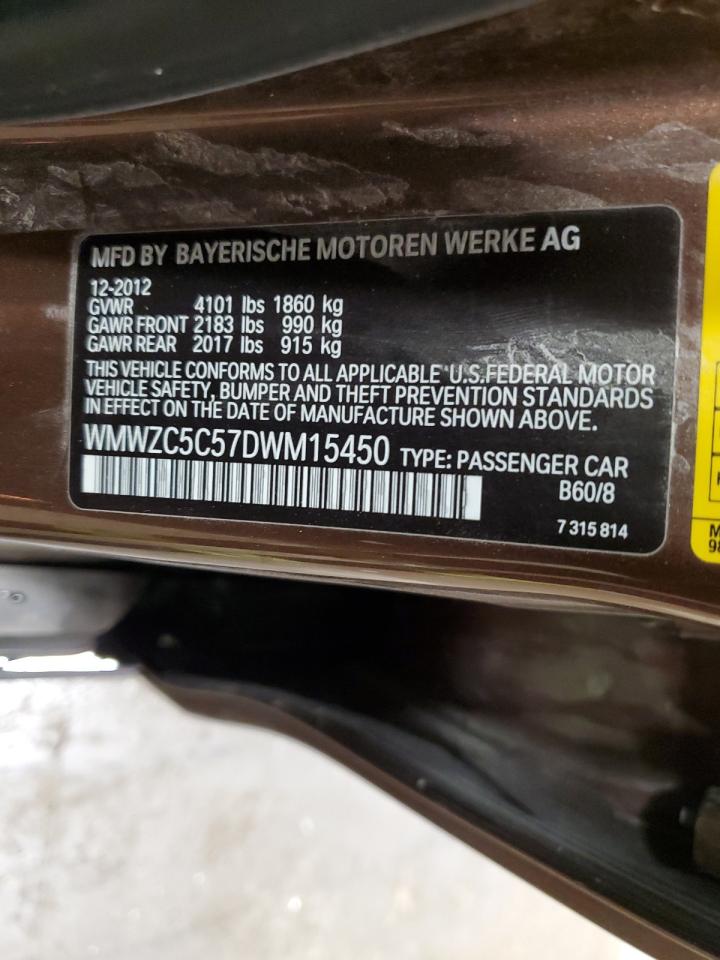 MFD BY BAYERISCHE MOTOREN WERKE AG
12-2012
GVWR 4101 lbs 1860 kg
GAWR FRONT 2183 lbs 990 kg
GAWR REAR 2017 lbs 915 kg
THIS VEHICLE CONFORMS TO ALL APPLICABLE U.S.FEDERAL MOTOR
VEHICLE SAFETY, BUMPER AND THEFT PREVENTION STANDARDS
IN EFFECT ON THE DATE OF MANUFACTURE SHOWN ABOVE.
WMWZC5C57DWM15450 TYPE: PASSENGER CAR
B60/8
7 315 814